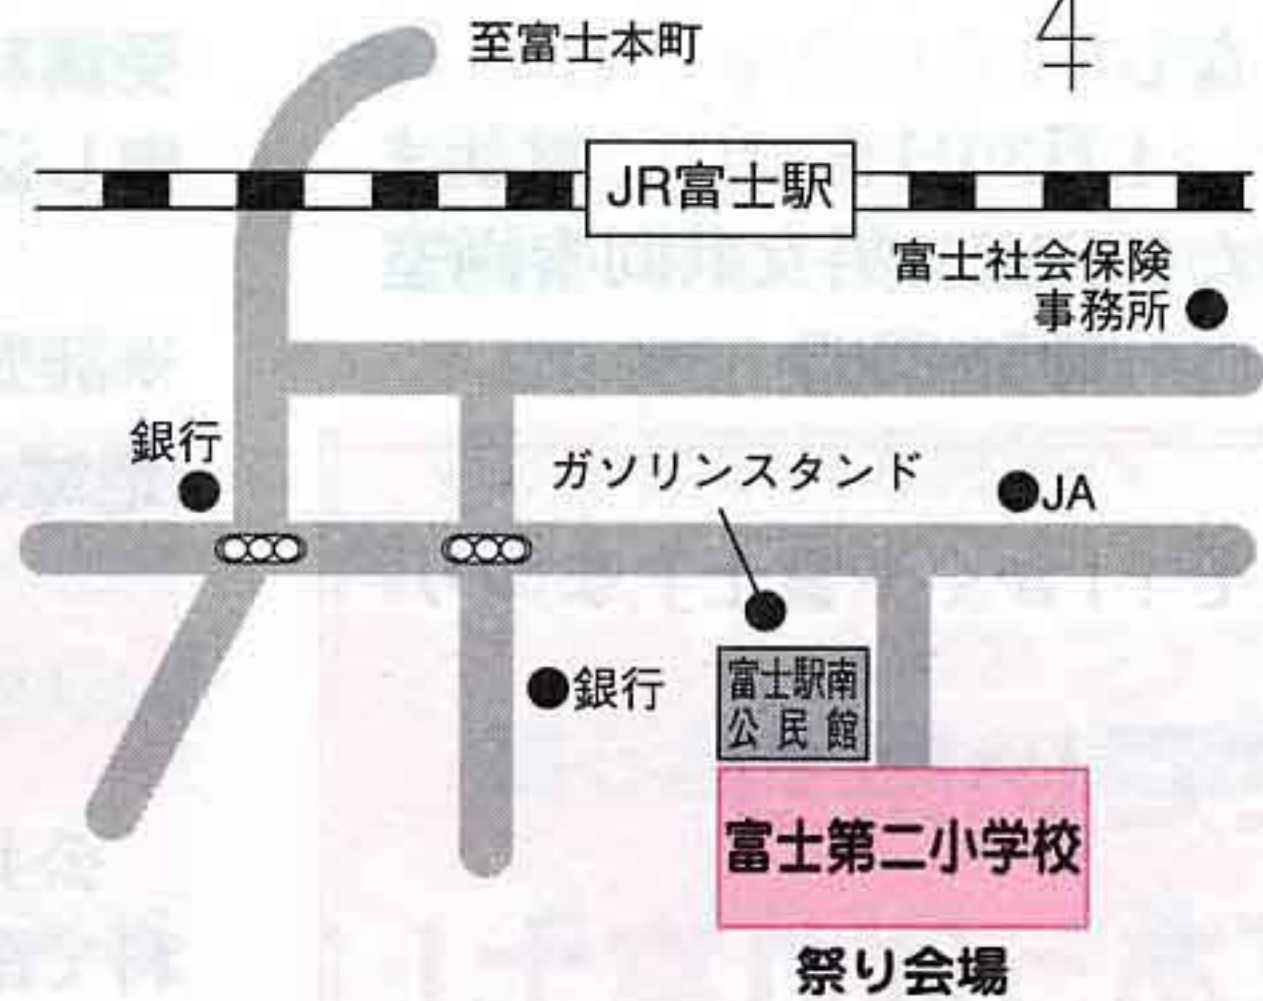 至富士本町
JR富士駅
富士社会保険
事務所
銀行
ガソリンスタンド
JA
銀行
富士駅南
公民館
富士第二小学校
祭り会場